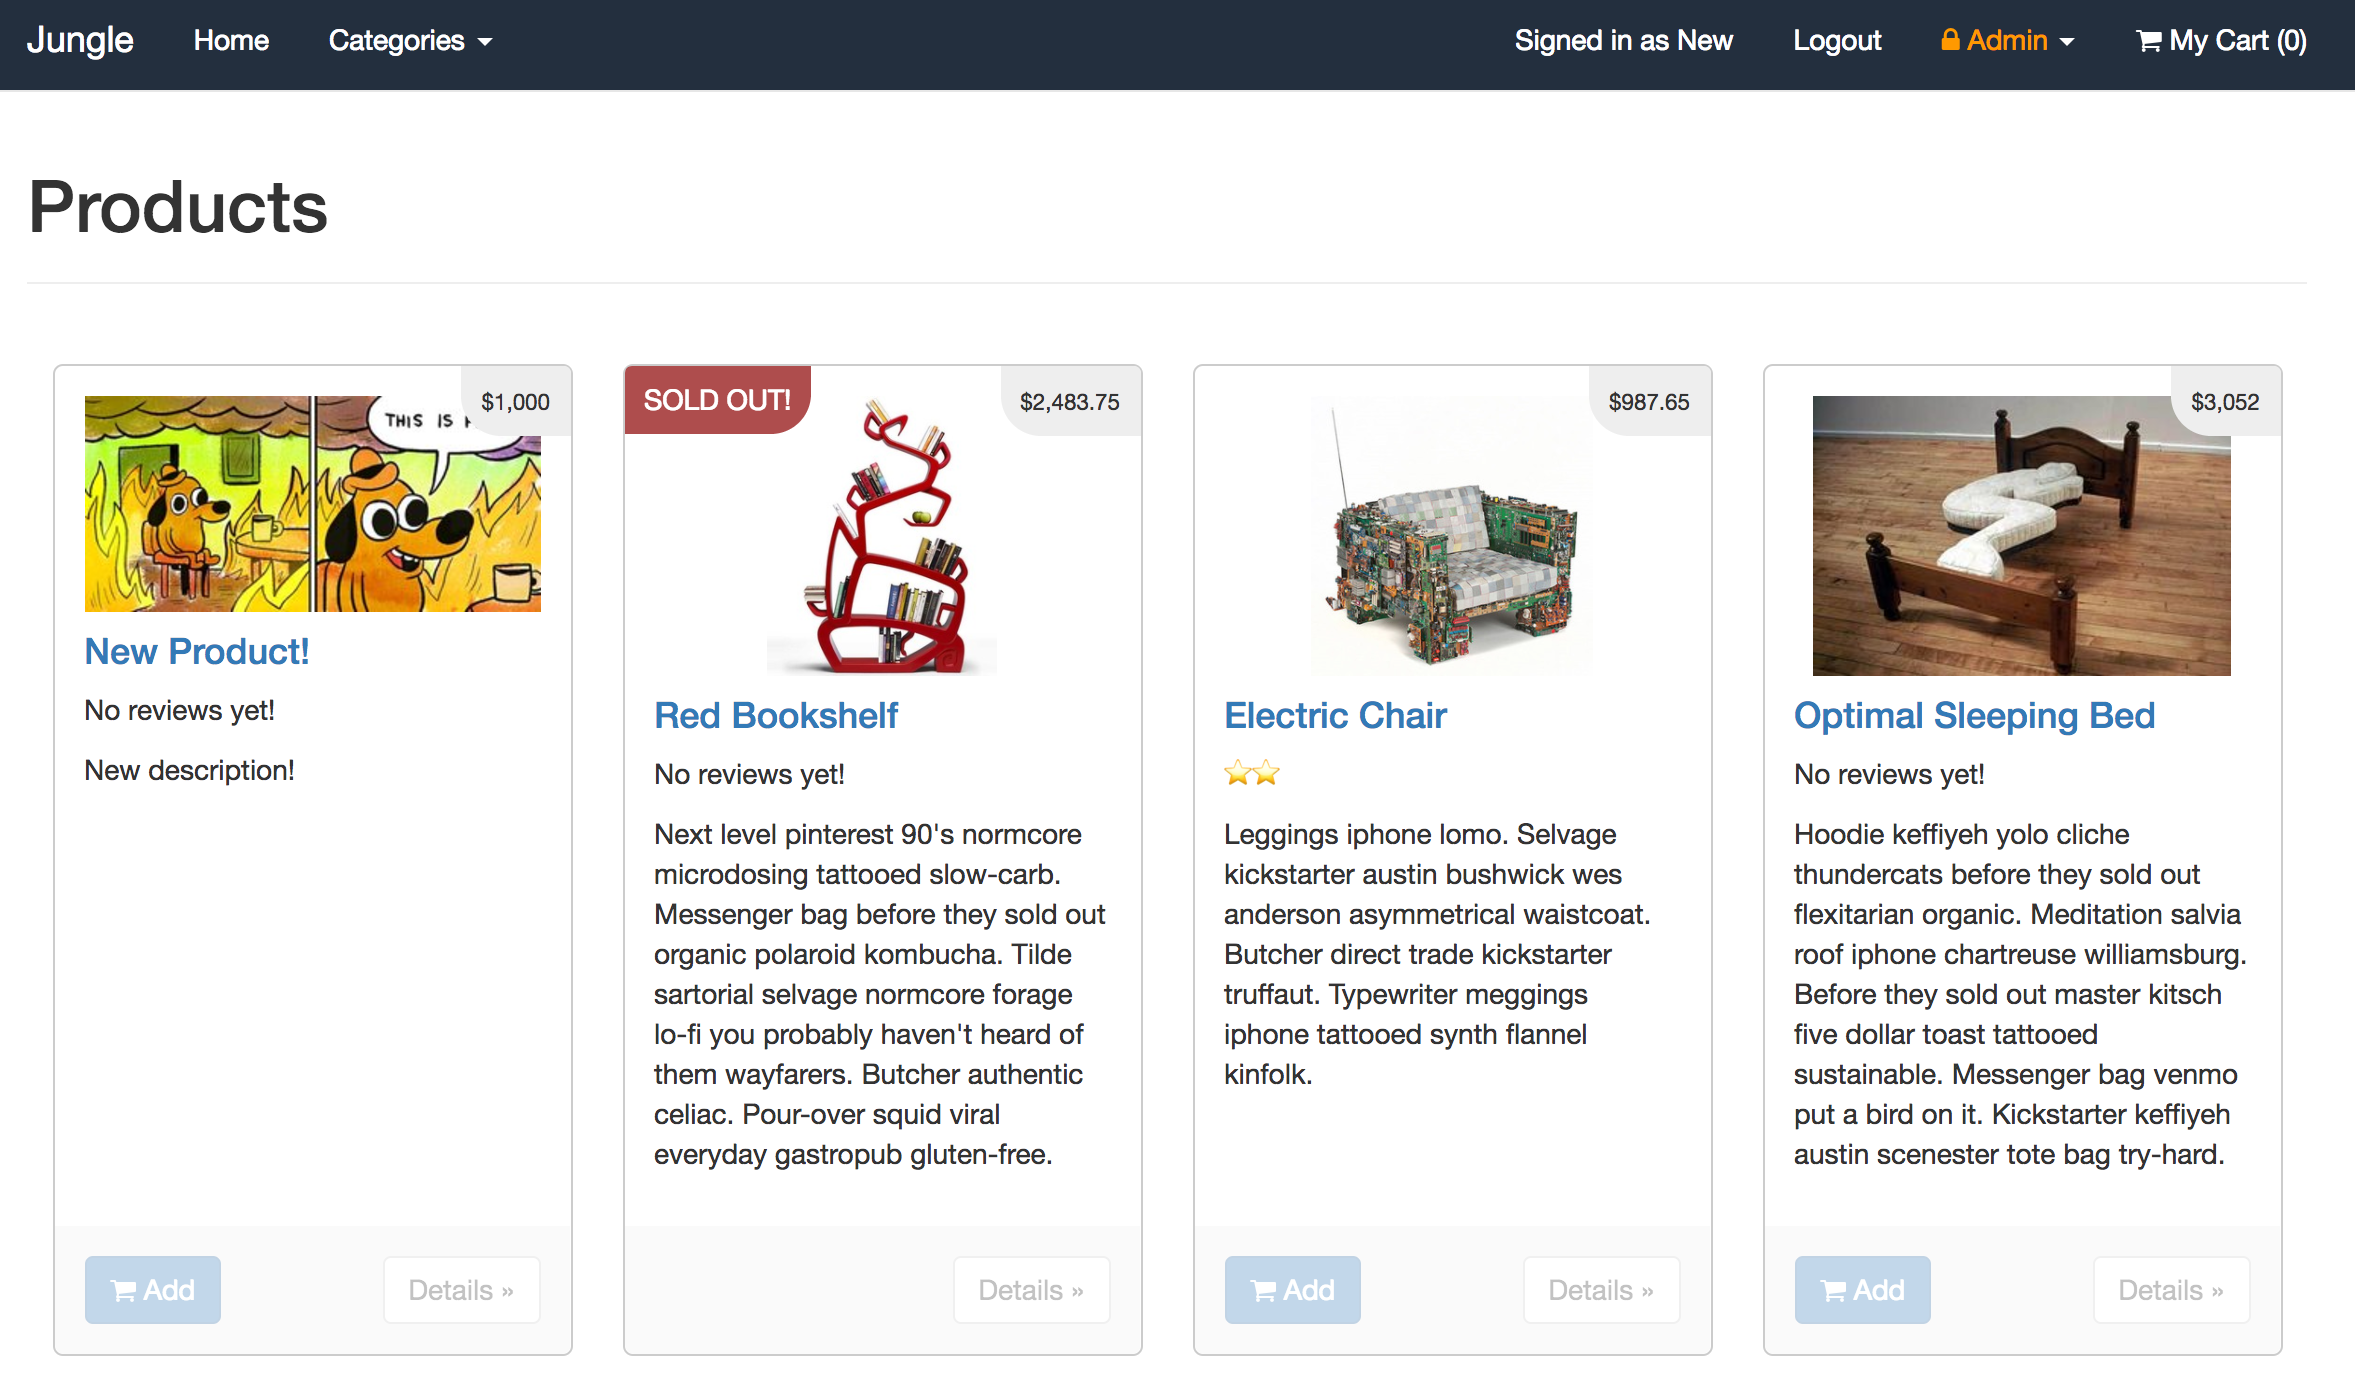 Jungle Home Categories Signed in as New Logout Admin My Cart (0)
Products
$1,000
THIS IS
New Product!
No reviews yet!
New description!
Add Details »
SOLD OUT! $2,483.75
Red Bookshelf
No reviews yet!
Next level pinterest 90's normcore
microdosing tattooed slow-carb.
Messenger bag before they sold out
organic polaroid kombucha. Tilde
sartorial selvage normcore forage
lo-fi you probably haven't heard of
them wayfarers. Butcher authentic
celiac. Pour-over squid viral
everyday gastropub gluten-free.
Details »
$987.65
Electric Chair
Leggings iphone lomo. Selvage
kickstarter austin bushwick wes
anderson asymmetrical waistcoat.
Butcher direct trade kickstarter
truffaut. Typewriter meggings
iphone tattooed synth flannel
kinfolk.
Add Details »
$3,052
Optimal Sleeping Bed
No reviews yet!
Hoodie keffiyeh yolo cliche
thundercats before they sold out
flexitarian organic. Meditation salvia
roof iphone chartreuse williamsburg.
Before they sold out master kitsch
five dollar toast tattooed
sustainable. Messenger bag venmo
put a bird on it. Kickstarter keffiyeh
austin scenester tote bag try-hard.
Add Details »